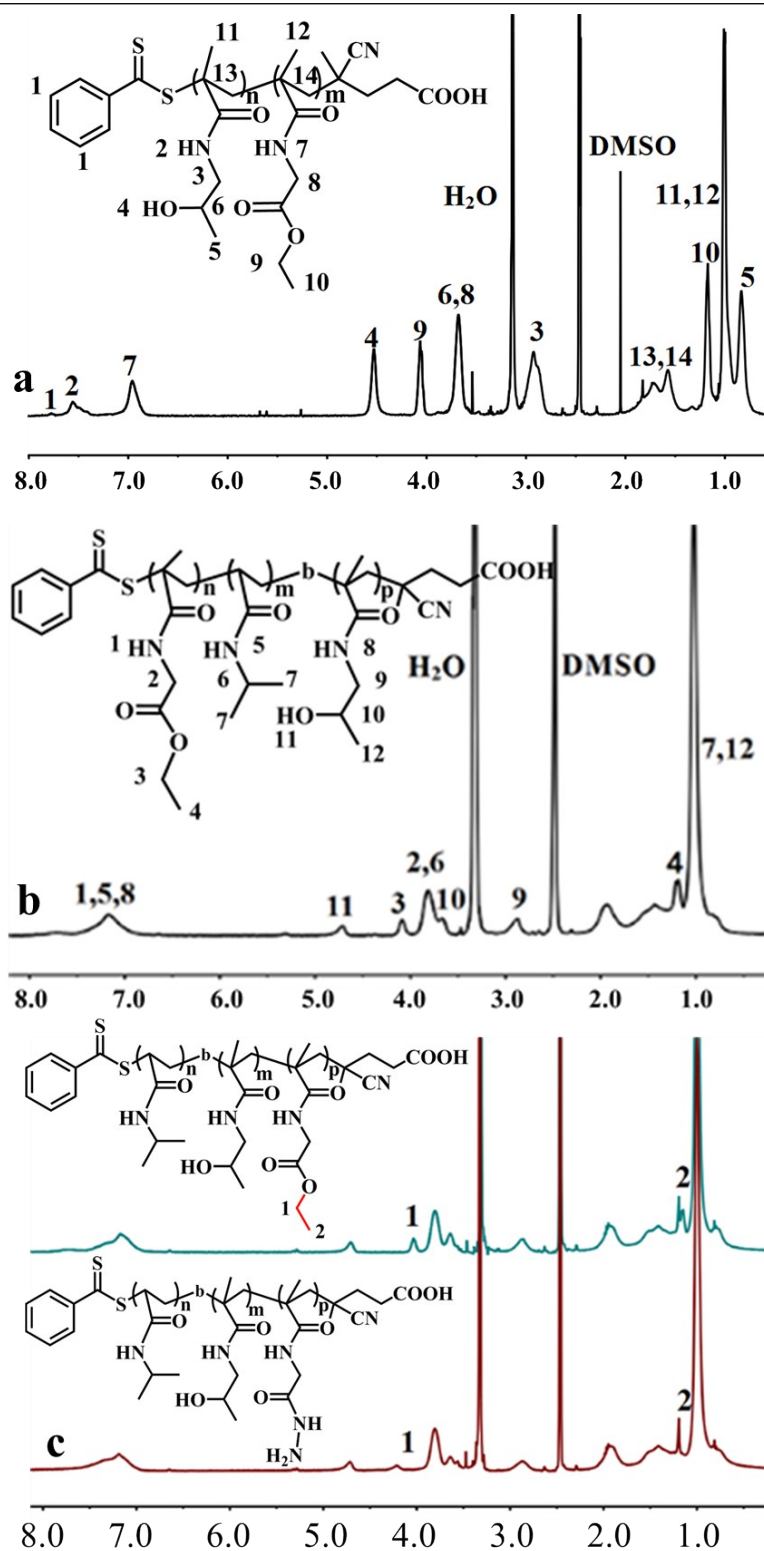 S
11
12
CN
1
S
13
14
n
m
COOH
O
O
1
2
HN
HN
7
3
8
4
HO
6
O
5
O
9
10
H₂O
DMSO
11,12
10
5
6,8
4
9
3
13,14
7
2
1
a
8.0 7.0 6.0 5.0 4.0 3.0 2.0 1.0
S
S
n
m
b
p
COOH
CN
O
O
O
1 HN
HN 5
HN 8
2
6
7
9
7
O
HO
10
11
12
O
3
4
H₂O
DMSO
7,12
2,6
4
1,5,8
11
3
10
9
b
8.0 7.0 6.0 5.0 4.0 3.0 2.0 1.0
S
S
n
b
m
p
COOH
CN
O
O
O
HN
HN
HN
HO
O
O
1
2
1
2
S
S
n
b
m
p
COOH
CN
O
O
O
HN
HN
HN
HO
O
NH
H₂N
1
2
c
8.0 7.0 6.0 5.0 4.0 3.0 2.0 1.0